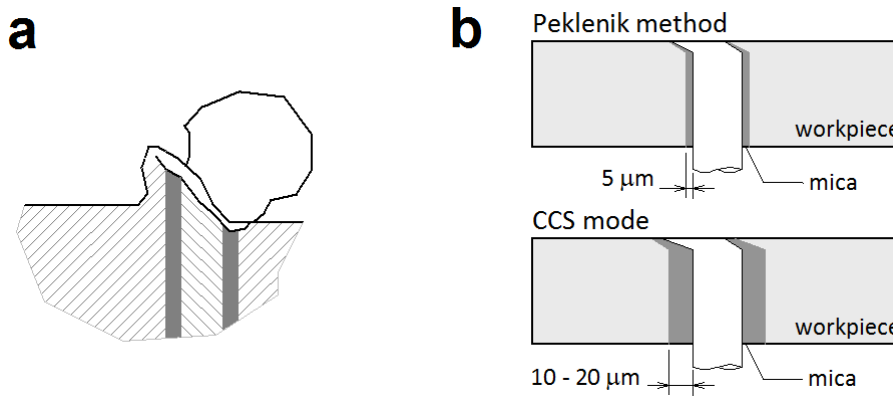 a
b
Peklenik method
workpiece
5 μm
mica
CCS mode
workpiece
10 - 20 μm
mica